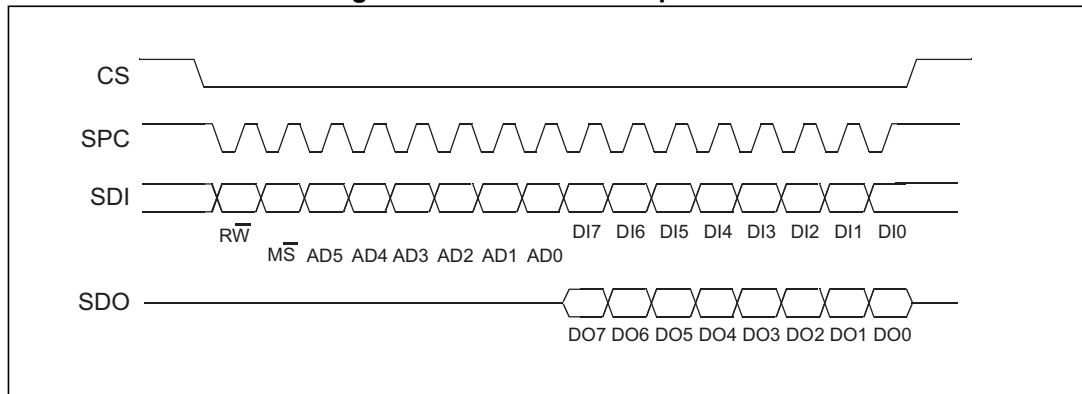 CS
SPC
SDI
RW̅
DI7 DI6 DI5 DI4 DI3 DI2 DI1 DI0
MS̅ AD5 AD4 AD3 AD2 AD1 AD0
SDO
DO7 DO6 DO5 DO4 DO3 DO2 DO1 DO0